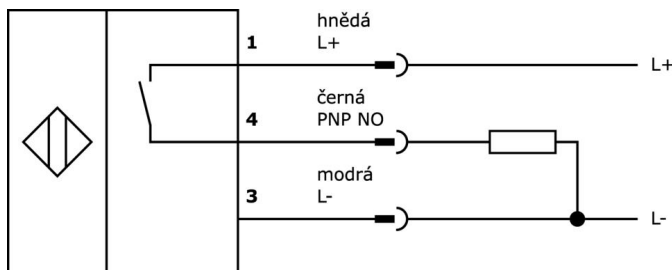 hnědá
1 L+ L+
černá
4 PNP NO
modrá
3 L- L-